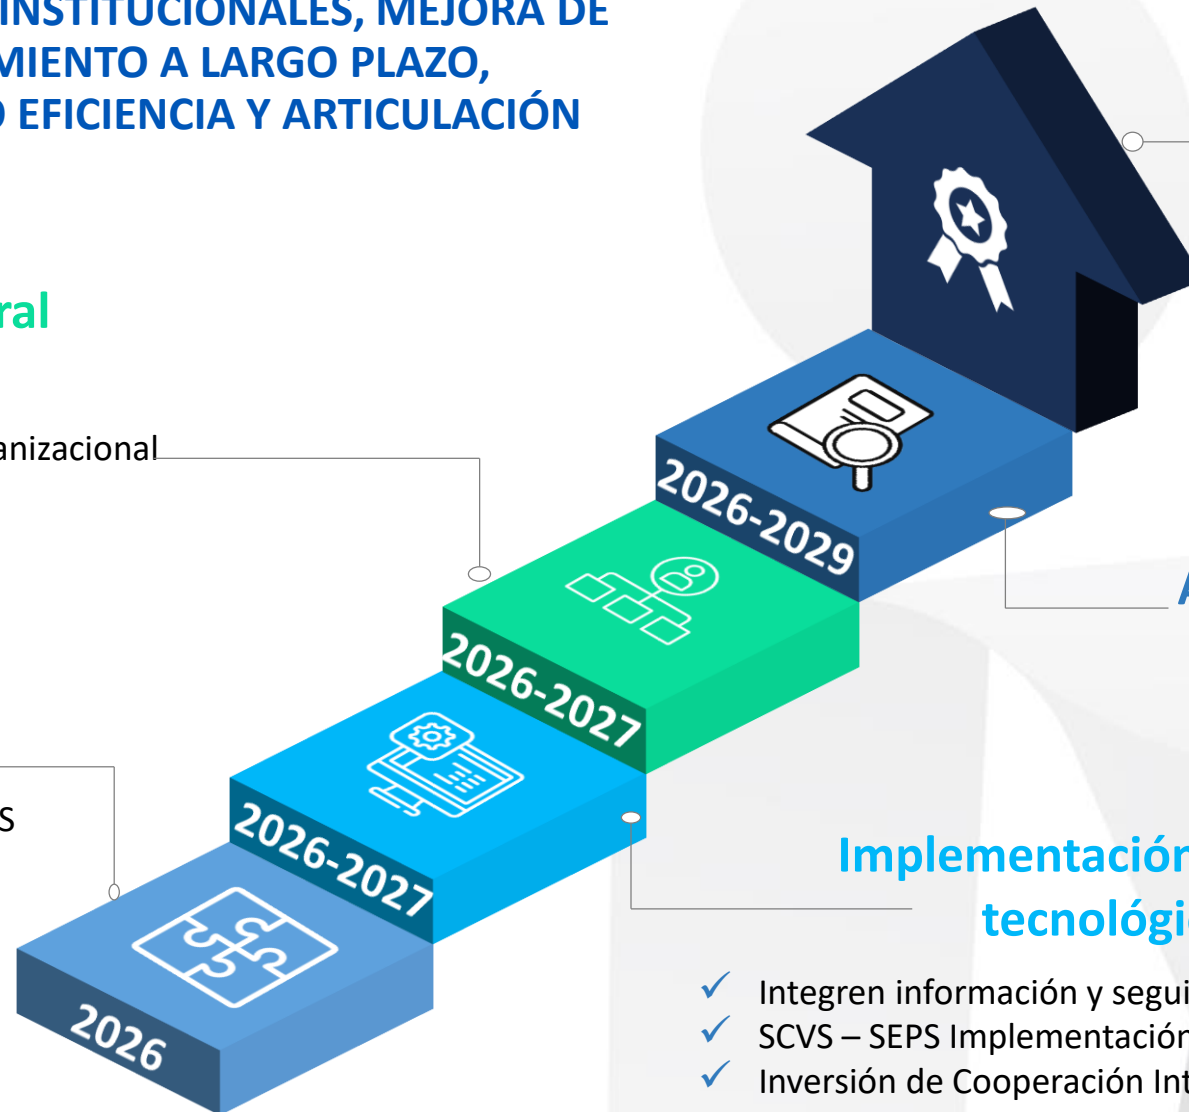 INSTITUCIONALES, MEJORA DE
MIENTO A LARGO PLAZO,
EFICIENCIA Y ARTICULACIÓN
ral
anizacional
2026-2029
2026-2027
S
2026-2027
Implementación
tecnológi
2026
Integren información y segui
SCVS – SEPS Implementación
Inversión de Cooperación Int